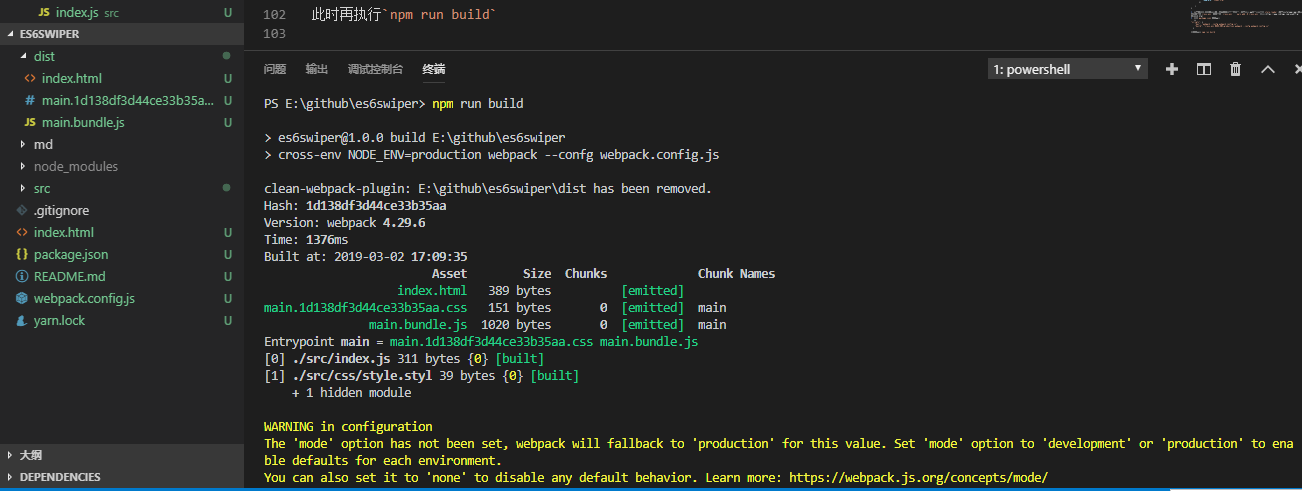 JS index.js src U
ES6SWIPER
dist
<> index.html U
# main.1d138df3d44ce33b35a... U
JS main.bundle.js U
md
node_modules
src
.gitignore
<> index.html U
{} package.json U
README.md U
webpack.config.js U
yarn.lock U
大纲
DEPENDENCIES
102 此时再执行`npm run build`
103
问题 输出 调试控制台 终端 1: powershell
PS E:\github\es6swiper> npm run build
> es6swiper@1.0.0 build E:\github\es6swiper
> cross-env NODE_ENV=production webpack --confg webpack.config.js
clean-webpack-plugin: E:\github\es6swiper\dist has been removed.
Hash: 1d138df3d44ce33b35aa
Version: webpack 4.29.6
Time: 1376ms
Built at: 2019-03-02 17:09:35
Asset Size Chunks Chunk Names
index.html 389 bytes [emitted]
main.1d138df3d44ce33b35aa.css 151 bytes 0 [emitted] main
main.bundle.js 1020 bytes 0 [emitted] main
Entrypoint main = main.1d138df3d44ce33b35aa.css main.bundle.js
[0] ./src/index.js 311 bytes {0} [built]
[1] ./src/css/style.styl 39 bytes {0} [built]
+ 1 hidden module
WARNING in configuration
The 'mode' option has not been set, webpack will fallback to 'production' for this value. Set 'mode' option to 'development' or 'production' to ena
ble defaults for each environment.
You can also set it to 'none' to disable any default behavior. Learn more: https://webpack.js.org/concepts/mode/